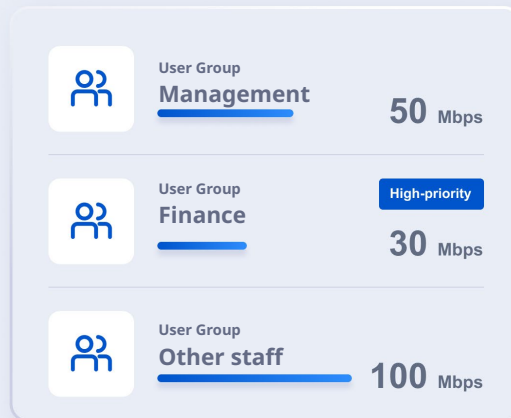 User Group
Management
50 Mbps
User Group
Finance
High-priority
30 Mbps
User Group
Other staff
100 Mbps